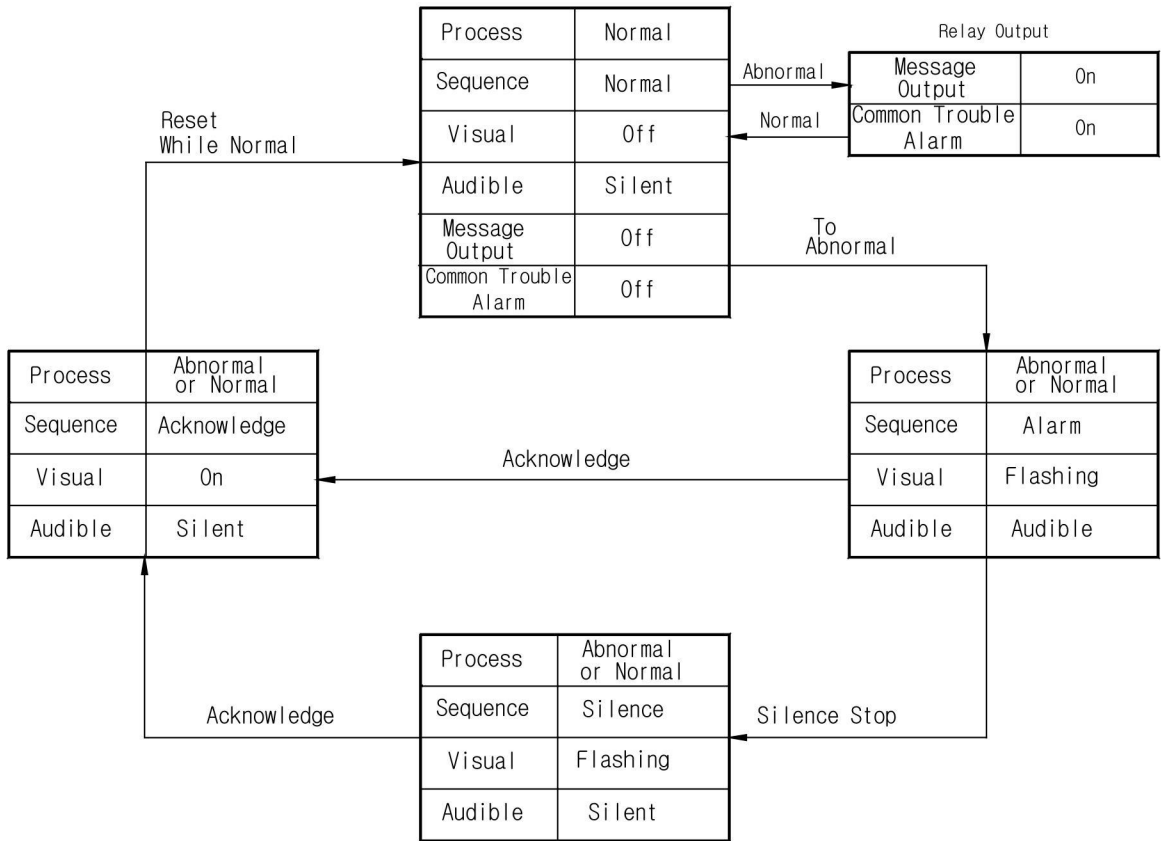 Process Normal
Sequence Normal
Visual Off
Audible Silent
Message
Output
Off
Common Trouble
Alarm
Off
Relay Output
Message
Output
On
Common Trouble
Alarm
On
Abnormal
Normal
Reset
While Normal
To
Abnormal
Process
Abnormal
or Normal
Sequence Acknowledge
Visual On
Audible Silent
Acknowledge
Process
Abnormal
or Normal
Sequence Alarm
Visual Flashing
Audible Audible
Acknowledge
Process
Abnormal
or Normal
Sequence Silence
Visual Flashing
Audible Silent
Silence Stop